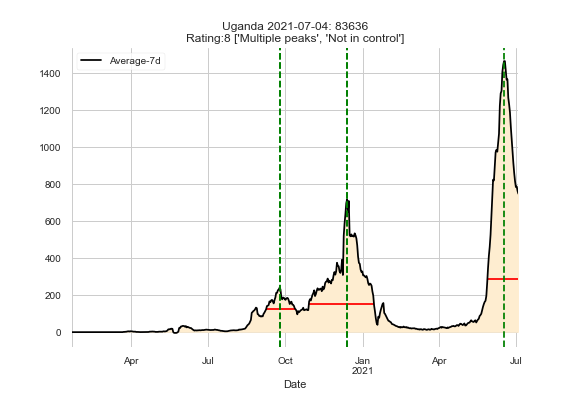 Uganda 2021-07-04: 83636
Rating:8 ['Multiple peaks', 'Not in control']
Average-7d
1400
1200
1000
800
600
400
200
0
Apr
Jul
Oct
Jan
2021
Apr
Jul
Date